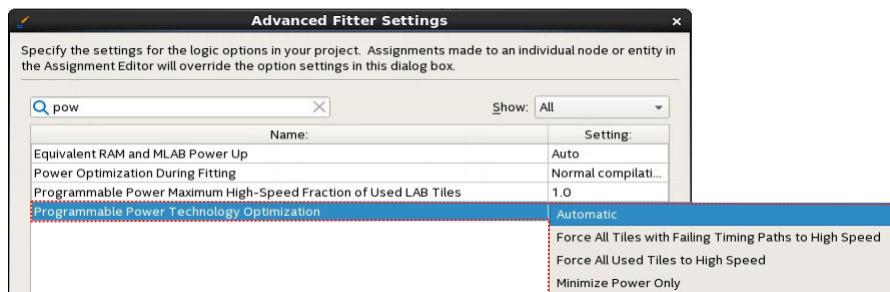 Advanced Fitter Settings
Specify the settings for the logic options in your project. Assignments made to an individual node or entity in
the Assignment Editor will override the option settings in this dialog box.
pow
Show: All
Name: Setting:
Equivalent RAM and MLAB Power Up Auto
Power Optimization During Fitting Normal compilati...
Programmable Power Maximum High-Speed Fraction of Used LAB Tiles 1.0
Programmable Power Technology Optimization Automatic
Force All Tiles with Failing Timing Paths to High Speed
Force All Used Tiles to High Speed
Minimize Power Only